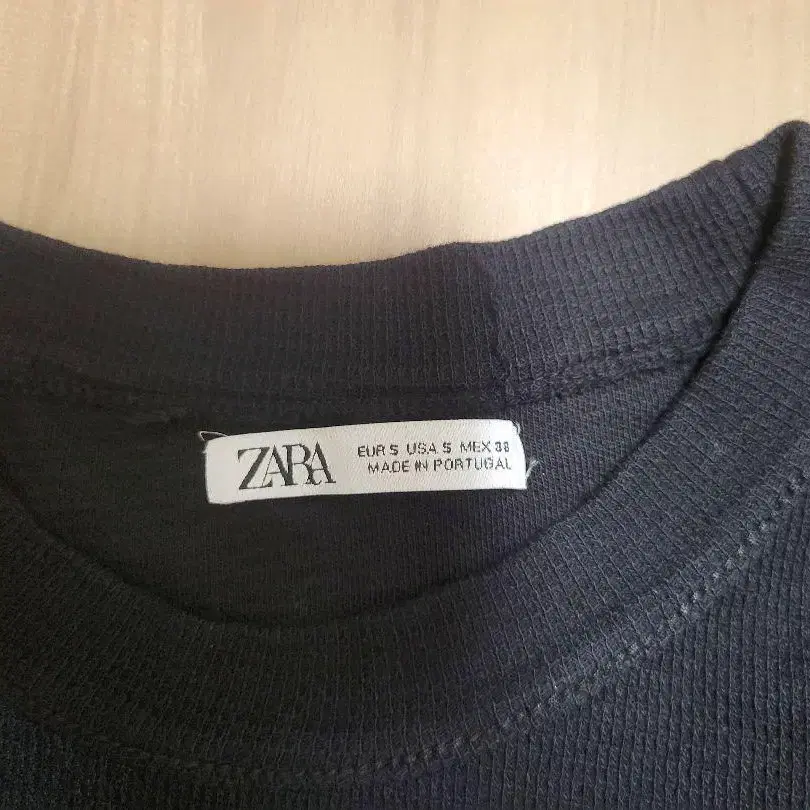 ZARA
EUR S USA S MEX 38
MADE IN PORTUGAL